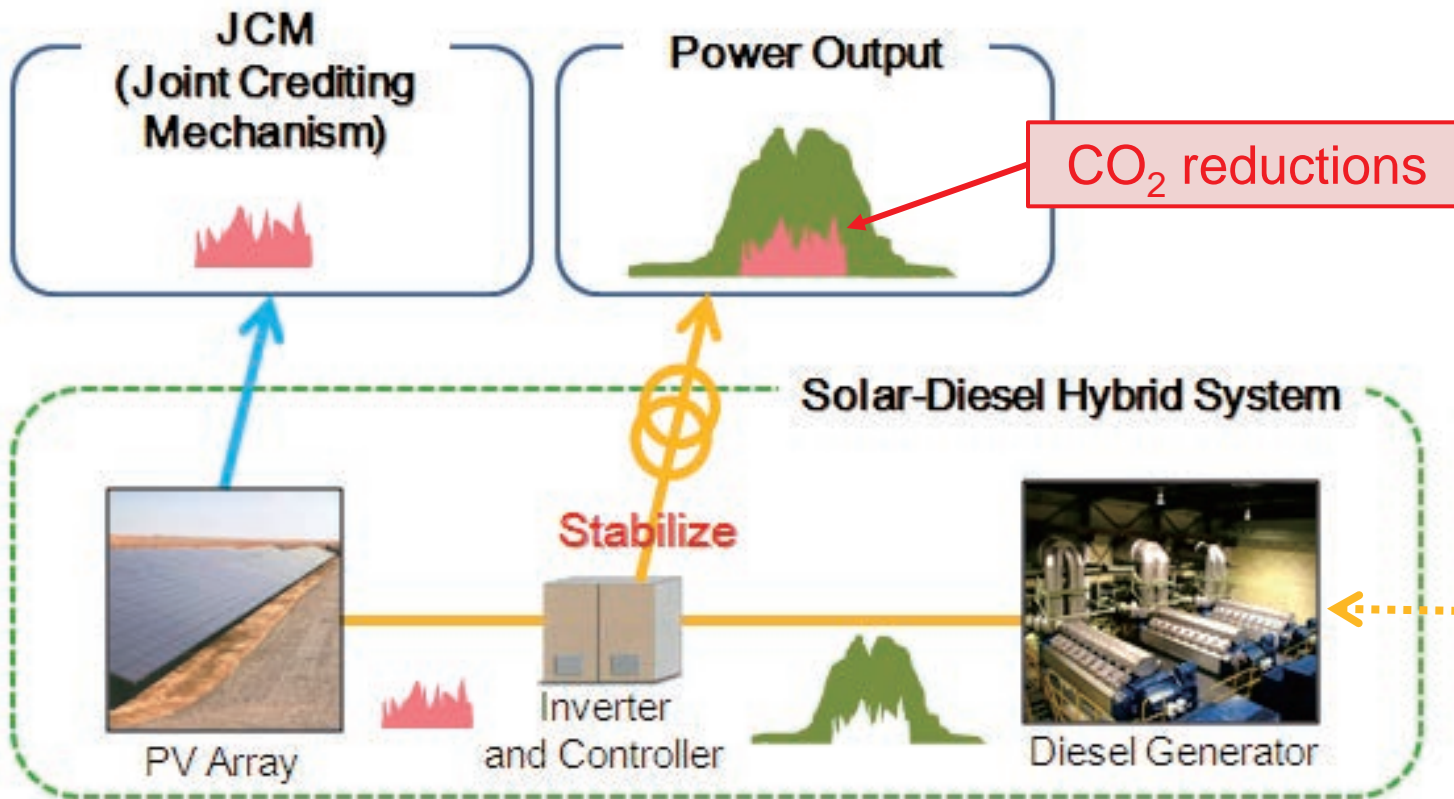 JCM
(Joint Crediting
Mechanism)
Power Output
CO₂ reductions
Solar-Diesel Hybrid System
Stabilize
PV Array
Inverter
and Controller
Diesel Generator